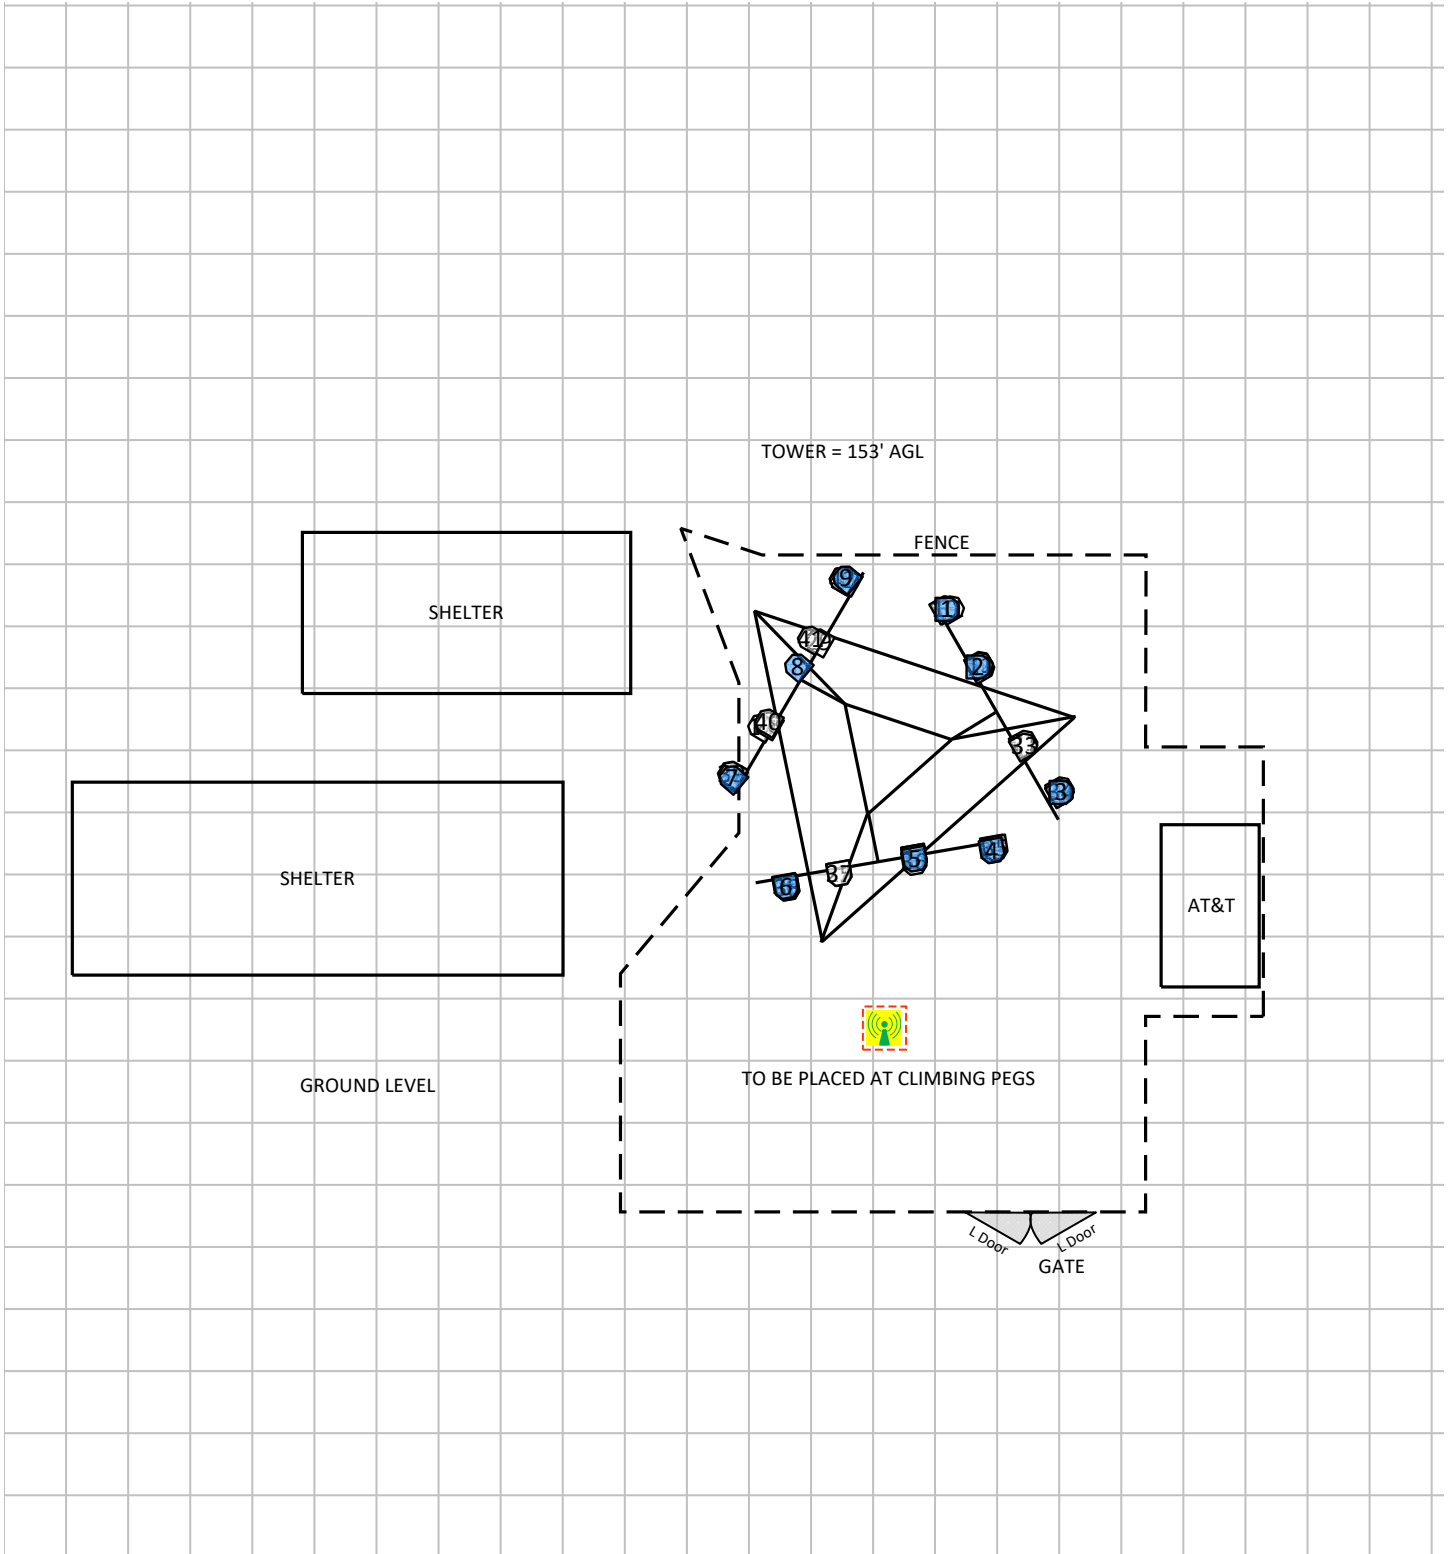 TOWER = 153' AGL
FENCE
9
1
SHELTER
8
2
40
33
7
3
4
5
37
6
SHELTER
AT&T
TO BE PLACED AT CLIMBING PEGS
GROUND LEVEL
L Door
L Door
GATE